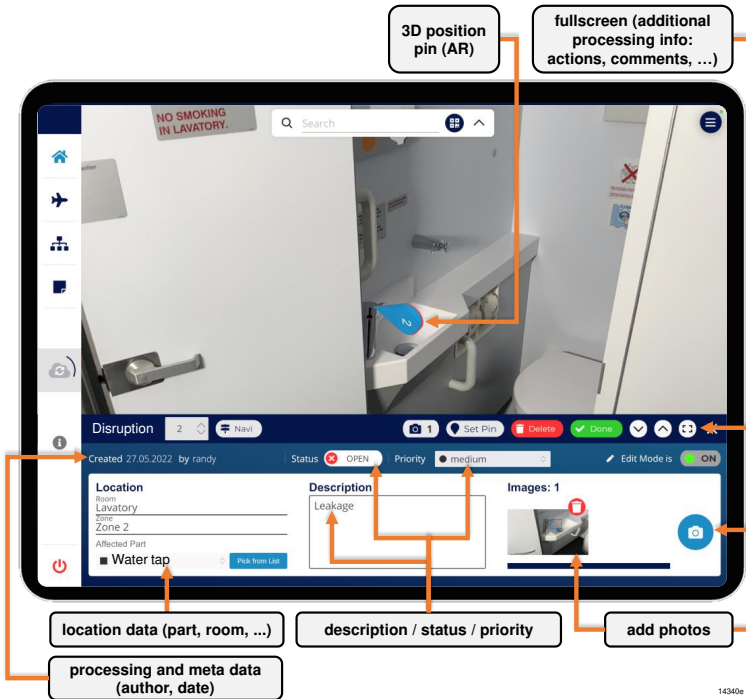 3D position
pin (AR)
fullscreen (additional
processing info:
actions, comments, …)
NO SMOKING
IN LAVATORY.
Search
Disruption
2
Navi
1
Set Pin
Delete
Done
Created 27.05.2022 by randy
Status
OPEN
Priority
medium
Edit Mode is
ON
Location
Room
Lavatory
Zone
Zone 2
Affected Part
Water tap
Pick from List
Description
Leakage
Images: 1
2
location data (part, room, ...)
description / status / priority
add photos
processing and meta data
(author, date)
14340e